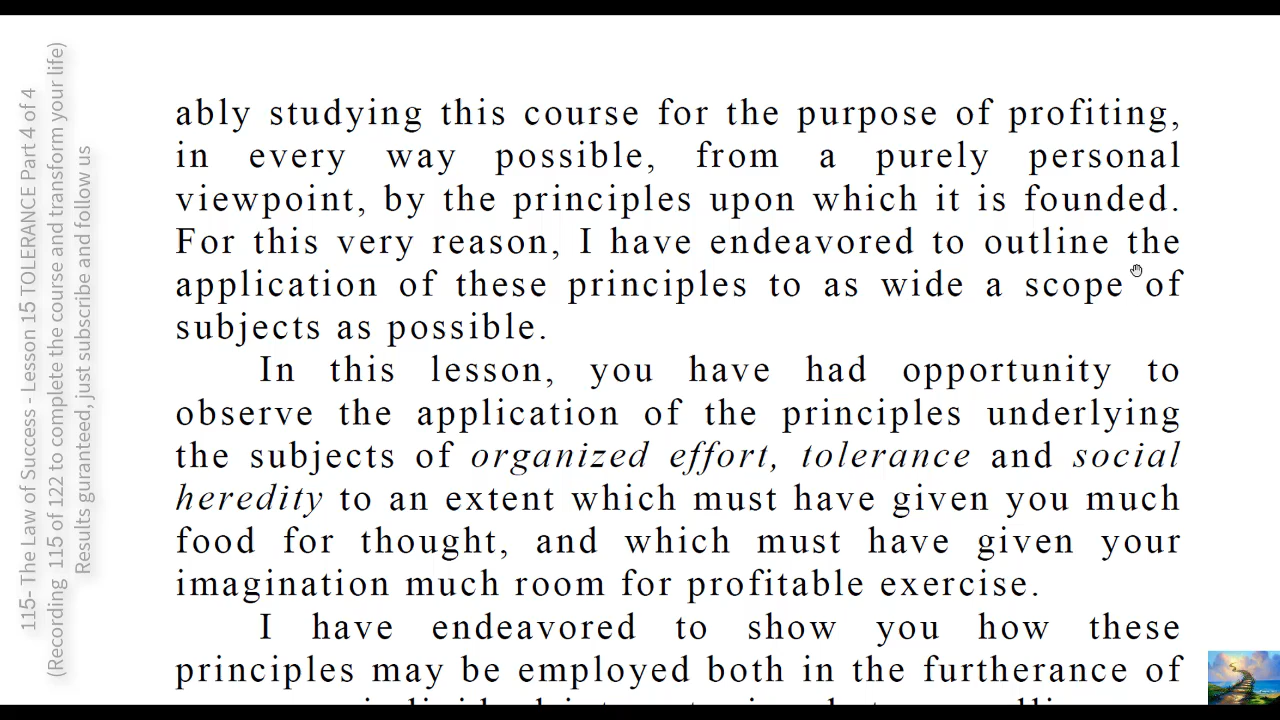 115- The Law of Success - Lesson 15 TOLERANCE Part 4 of 4
(Recording 115 of 122 to complete the course and transform your life)
Results guranteed, just subscribe and follow us
ably studying this course for the purpose of profiting,
in every way possible, from a purely personal
viewpoint, by the principles upon which it is founded.
For this very reason, I have endeavored to outline the
application of these principles to as wide a scope of
subjects as possible.
In this lesson, you have had opportunity to
observe the application of the principles underlying
the subjects of organized effort, tolerance and social
heredity to an extent which must have given you much
food for thought, and which must have given your
imagination much room for profitable exercise.
I have endeavored to show you how these
principles may be employed both in the furtherance of